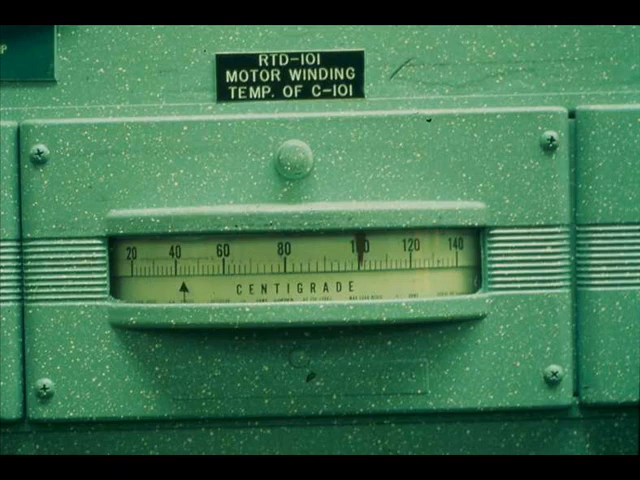 P
RTD-101
MOTOR WINDING
TEMP. OF C-101
20 40 60 80 100 120 140
CENTIGRADE